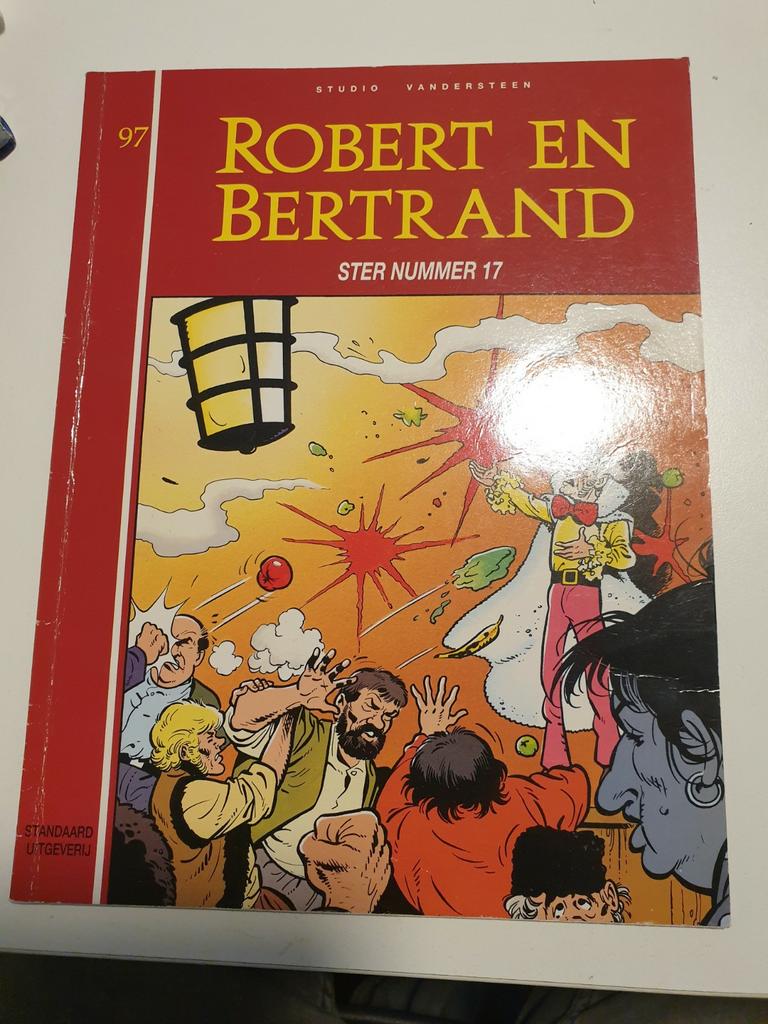 STUDIO VANDERSTEEN
97
ROBERT EN
BERTRAND
STER NUMMER 17
STANDAARD
UITGEVERIJ